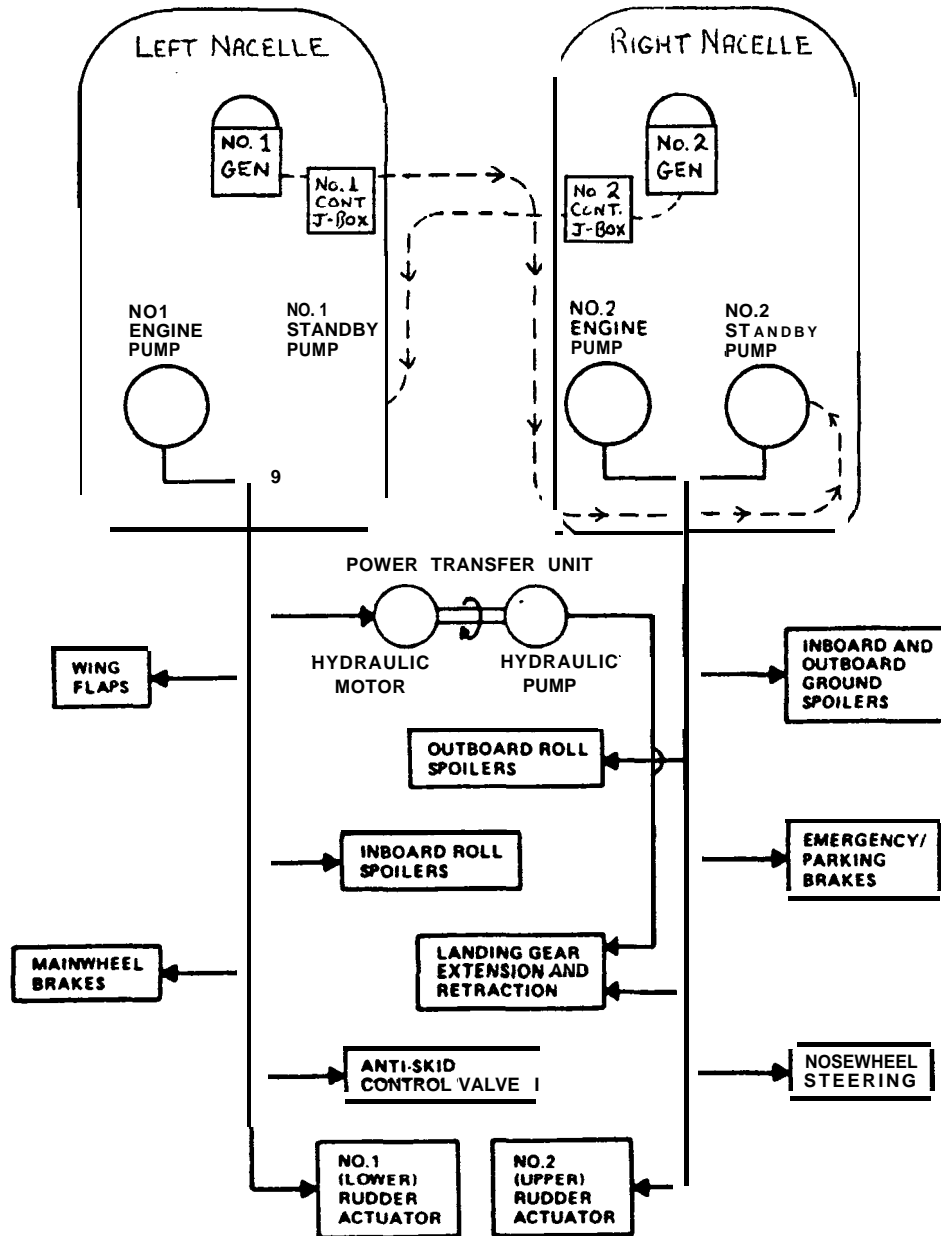 LEFT NACELLE
RIGHT NACELLE
NO. 1
GEN
No. 1
CONT
J-BOX
NO. 2
GEN
No 2
CONT.
J-BOX
NO1
ENGINE
PUMP
NO. 1
STANDBY
PUMP
NO.2
ENGINE
PUMP
NO.2
STANDBY
PUMP
9
POWER TRANSFER UNIT
HYDRAULIC
MOTOR
HYDRAULIC
PUMP
WING
FLAPS
INBOARD AND
OUTBOARD
GROUND
SPOILERS
OUTBOARD ROLL
SPOILERS
INBOARD ROLL
SPOILERS
EMERGENCY/
PARKING
BRAKES
MAINWHEEL
BRAKES
LANDING GEAR
EXTENSION AND
RETRACTION
ANTI-SKID
CONTROL VALVE
NOSEWHEEL
STEERING
NO.1
(LOWER)
RUDDER
ACTUATOR
NO.2
(UPPER)
RUDDER
ACTUATOR